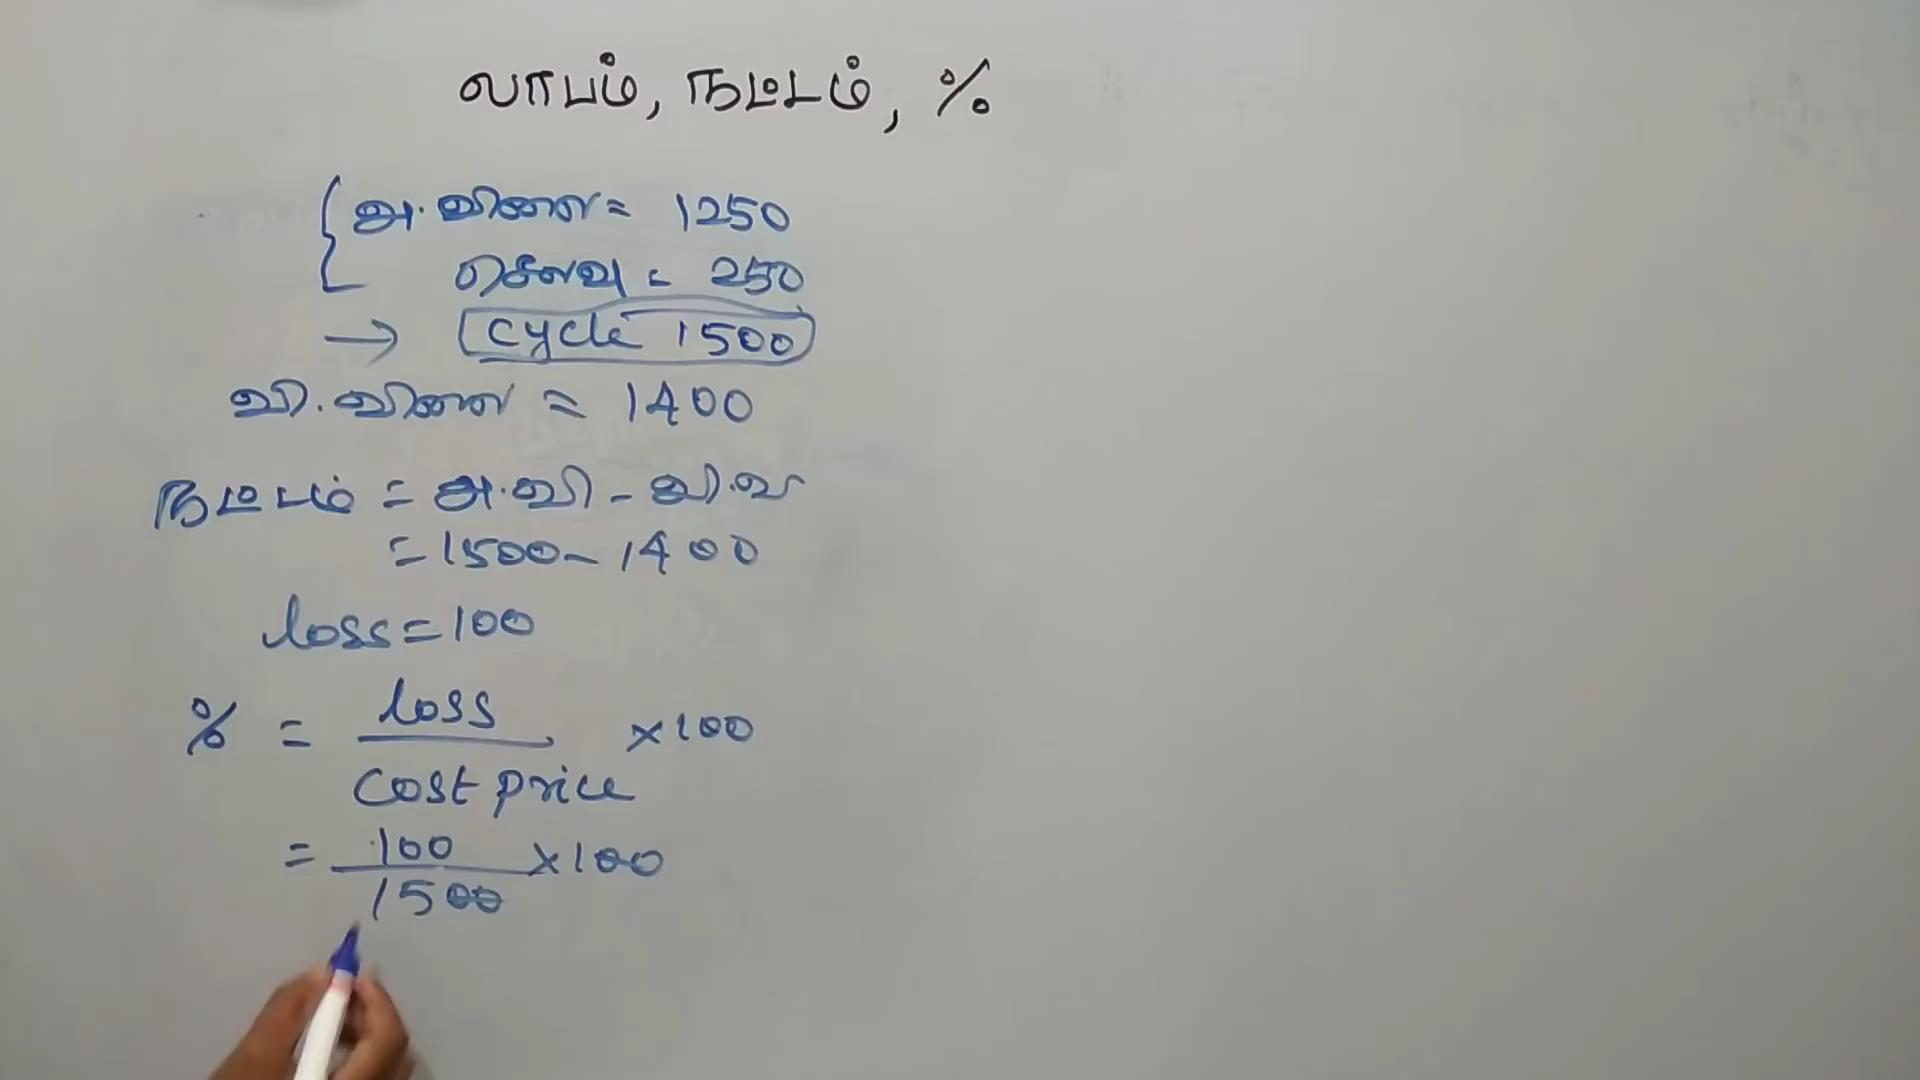 லாபம், நட்டம், %
அ.விலை = 1250
செலவு = 250
→ cycle 1500
வி.விலை = 1400
நட்டம் = அ.வி - வி.வி
= 1500 - 1400
loss = 100
% = loss / cost price × 100
= 100 / 1500 × 100